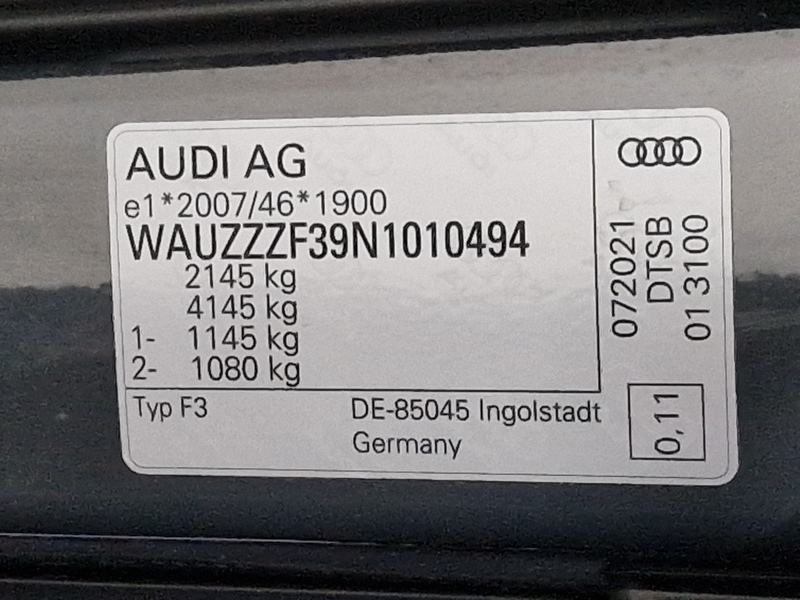 AUDI AG
e1*2007/46*1900
WAUZZZF39N1010494
2145 kg
4145 kg
1- 1145 kg
2- 1080 kg
Typ F3
DE-85045 Ingolstadt
Germany
072021
DTSB
01 3100
0,11